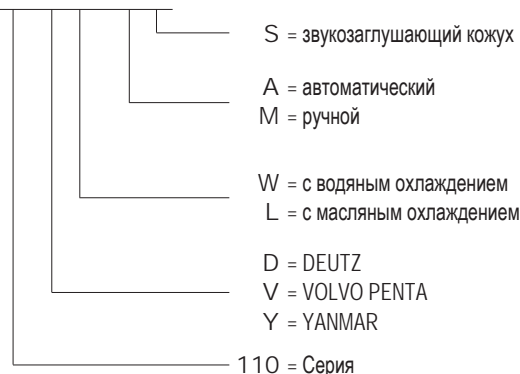 S = звукозаглушающий кожух
A = автоматический
M = ручной
W = с водяным охлаждением
L = с масляным охлаждением
D = DEUTZ
V = VOLVO PENTA
Y = YANMAR
110 = Серия